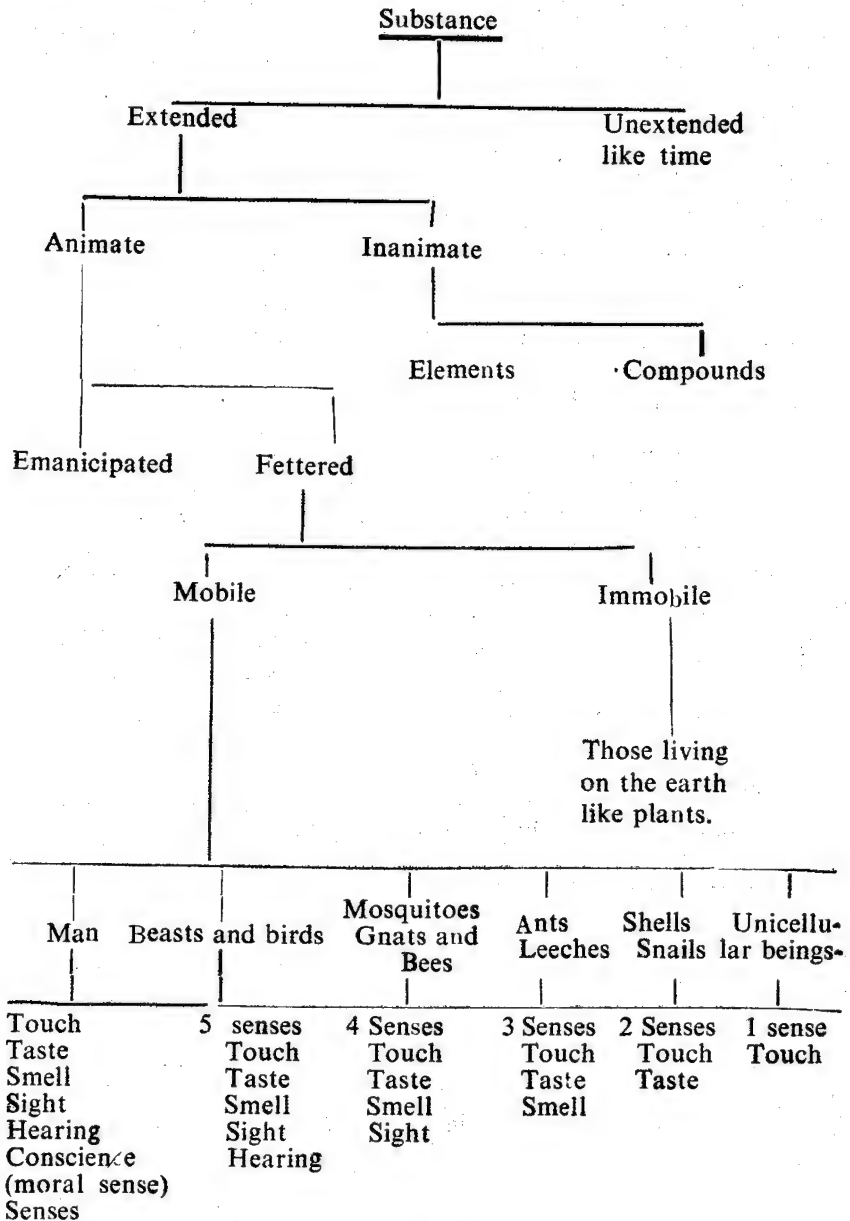 Substance
Extended
Unextended
like time
Animate
Inanimate
Elements
Compounds
Emanicipated
Fettered
Mobile
Immobile
Those living
on the earth
like plants.
Man
Beasts and birds
Mosquitoes
Gnats and
Bees
Ants
Leeches
Shells
Snails
Unicellu-
lar beings-
Touch
Taste
Smell
Sight
Hearing
Conscience
(moral sense)
Senses
5 senses
Touch
Taste
Smell
Sight
Hearing
4 Senses
Touch
Taste
Smell
Sight
3 Senses
Touch
Taste
Smell
2 Senses
Touch
Taste
1 sense
Touch